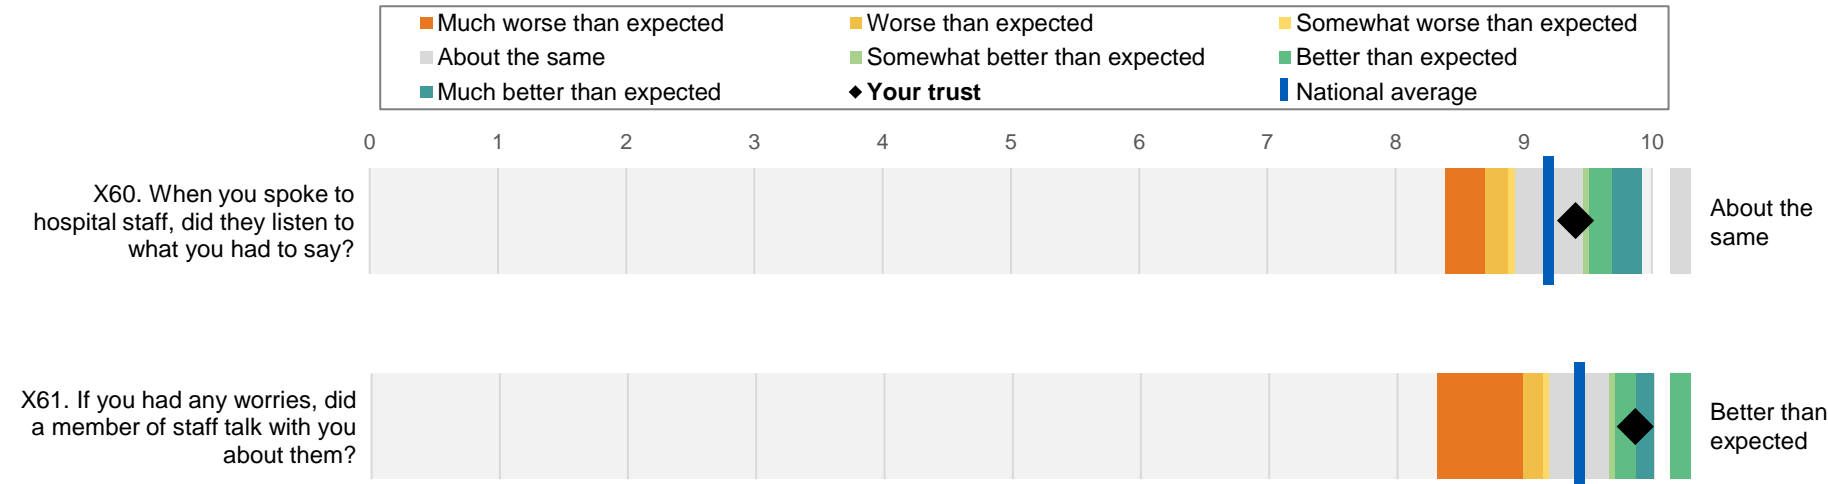 Much worse than expected
Worse than expected
Somewhat worse than expected
About the same
Somewhat better than expected
Better than expected
Much better than expected
Your trust
National average
0 1 2 3 4 5 6 7 8 9 10
X60. When you spoke to
hospital staff, did they listen to
what you had to say?
About the
same
X61. If you had any worries, did
a member of staff talk with you
about them?
Better than
expected